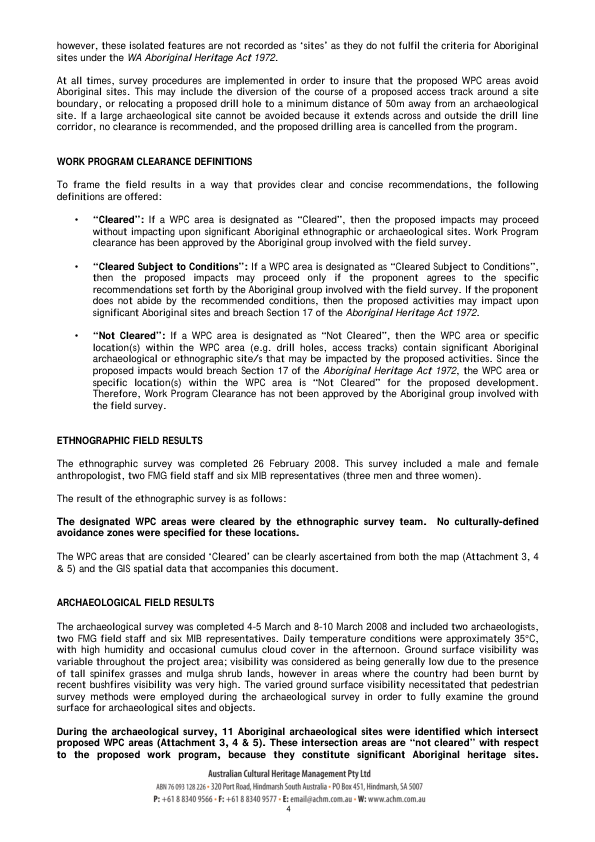 however, these isolated features are not recorded as ‘sites’ as they do not fulfil the criteria for Aboriginal
sites under the WA Aboriginal Heritage Act 1972.
At all times, survey procedures are implemented in order to insure that the proposed WPC areas avoid
Aboriginal sites. This may include the diversion of the course of a proposed access track around a site
boundary, or relocating a proposed drill hole to a minimum distance of 50m away from an archaeological
site. If a large archaeological site cannot be avoided because it extends across and outside the drill line
corridor, no clearance is recommended, and the proposed drilling area is cancelled from the program.
WORK PROGRAM CLEARANCE DEFINITIONS
To frame the field results in a way that provides clear and concise recommendations, the following
definitions are offered:
• “Cleared”: If a WPC area is designated as “Cleared”, then the proposed impacts may proceed
without impacting upon significant Aboriginal ethnographic or archaeological sites. Work Program
clearance has been approved by the Aboriginal group involved with the field survey.
• “Cleared Subject to Conditions”: If a WPC area is designated as “Cleared Subject to Conditions”,
then the proposed impacts may proceed only if the proponent agrees to the specific
recommendations set forth by the Aboriginal group involved with the field survey. If the proponent
does not abide by the recommended conditions, then the proposed activities may impact upon
significant Aboriginal sites and breach Section 17 of the Aboriginal Heritage Act 1972.
• “Not Cleared”: If a WPC area is designated as “Not Cleared”, then the WPC area or specific
location(s) within the WPC area (e.g. drill holes, access tracks) contain significant Aboriginal
archaeological or ethnographic site/s that may be impacted by the proposed activities. Since the
proposed impacts would breach Section 17 of the Aboriginal Heritage Act 1972, the WPC area or
specific location(s) within the WPC area is “Not Cleared” for the proposed development.
Therefore, Work Program Clearance has not been approved by the Aboriginal group involved with
the field survey.
ETHNOGRAPHIC FIELD RESULTS
The ethnographic survey was completed 26 February 2008. This survey included a male and female
anthropologist, two FMG field staff and six MIB representatives (three men and three women).
The result of the ethnographic survey is as follows:
The designated WPC areas were cleared by the ethnographic survey team. No culturally-defined
avoidance zones were specified for these locations.
The WPC areas that are consided ‘Cleared’ can be clearly ascertained from both the map (Attachment 3, 4
& 5) and the GIS spatial data that accompanies this document.
ARCHAEOLOGICAL FIELD RESULTS
The archaeological survey was completed 4-5 March and 8-10 March 2008 and included two archaeologists,
two FMG field staff and six MIB representatives. Daily temperature conditions were approximately 35°C,
with high humidity and occasional cumulus cloud cover in the afternoon. Ground surface visibility was
variable throughout the project area; visibility was considered as being generally low due to the presence
of tall spinifex grasses and mulga shrub lands, however in areas where the country had been burnt by
recent bushfires visibility was very high. The varied ground surface visibility necessitated that pedestrian
survey methods were employed during the archaeological survey in order to fully examine the ground
surface for archaeological sites and objects.
During the archaeological survey, 11 Aboriginal archaeological sites were identified which intersect
proposed WPC areas (Attachment 3, 4 & 5). These intersection areas are “not cleared” with respect
to the proposed work program, because they constitute significant Aboriginal heritage sites.
Australian Cultural Heritage Management Pty Ltd
ABN 76 093 128 226 • 320 Port Road, Hindmarsh South Australia • PO Box 451, Hindmarsh, SA 5007
P: +61 8 8340 9566 • F: +61 8 8340 9577 • E: email@achm.com.au • W: www.achm.com.au
4